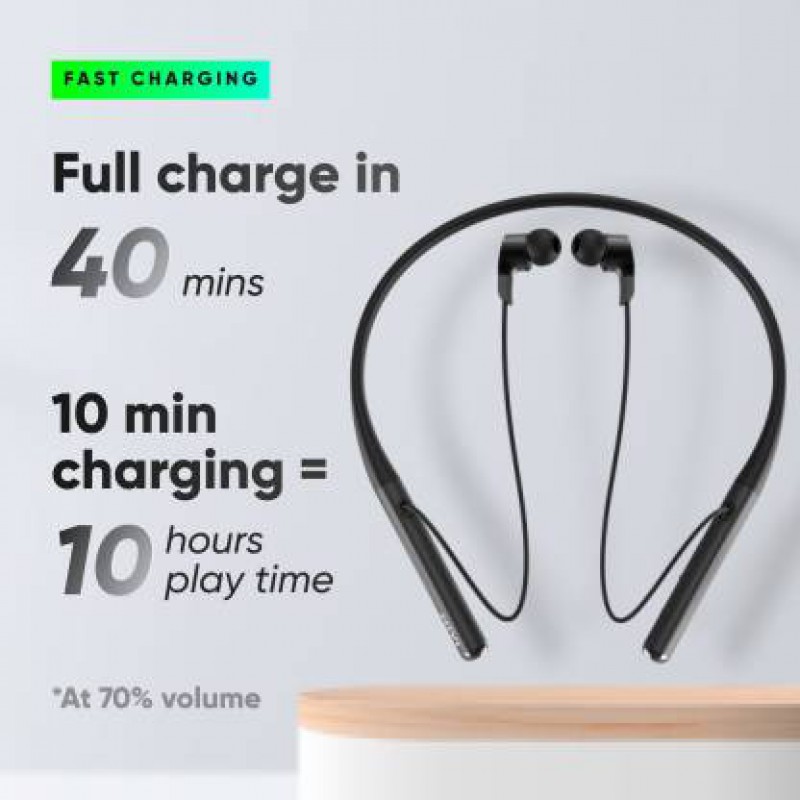 FAST CHARGING
Full charge in
40 mins
10 min
charging =
10 hours
play time
*At 70% volume